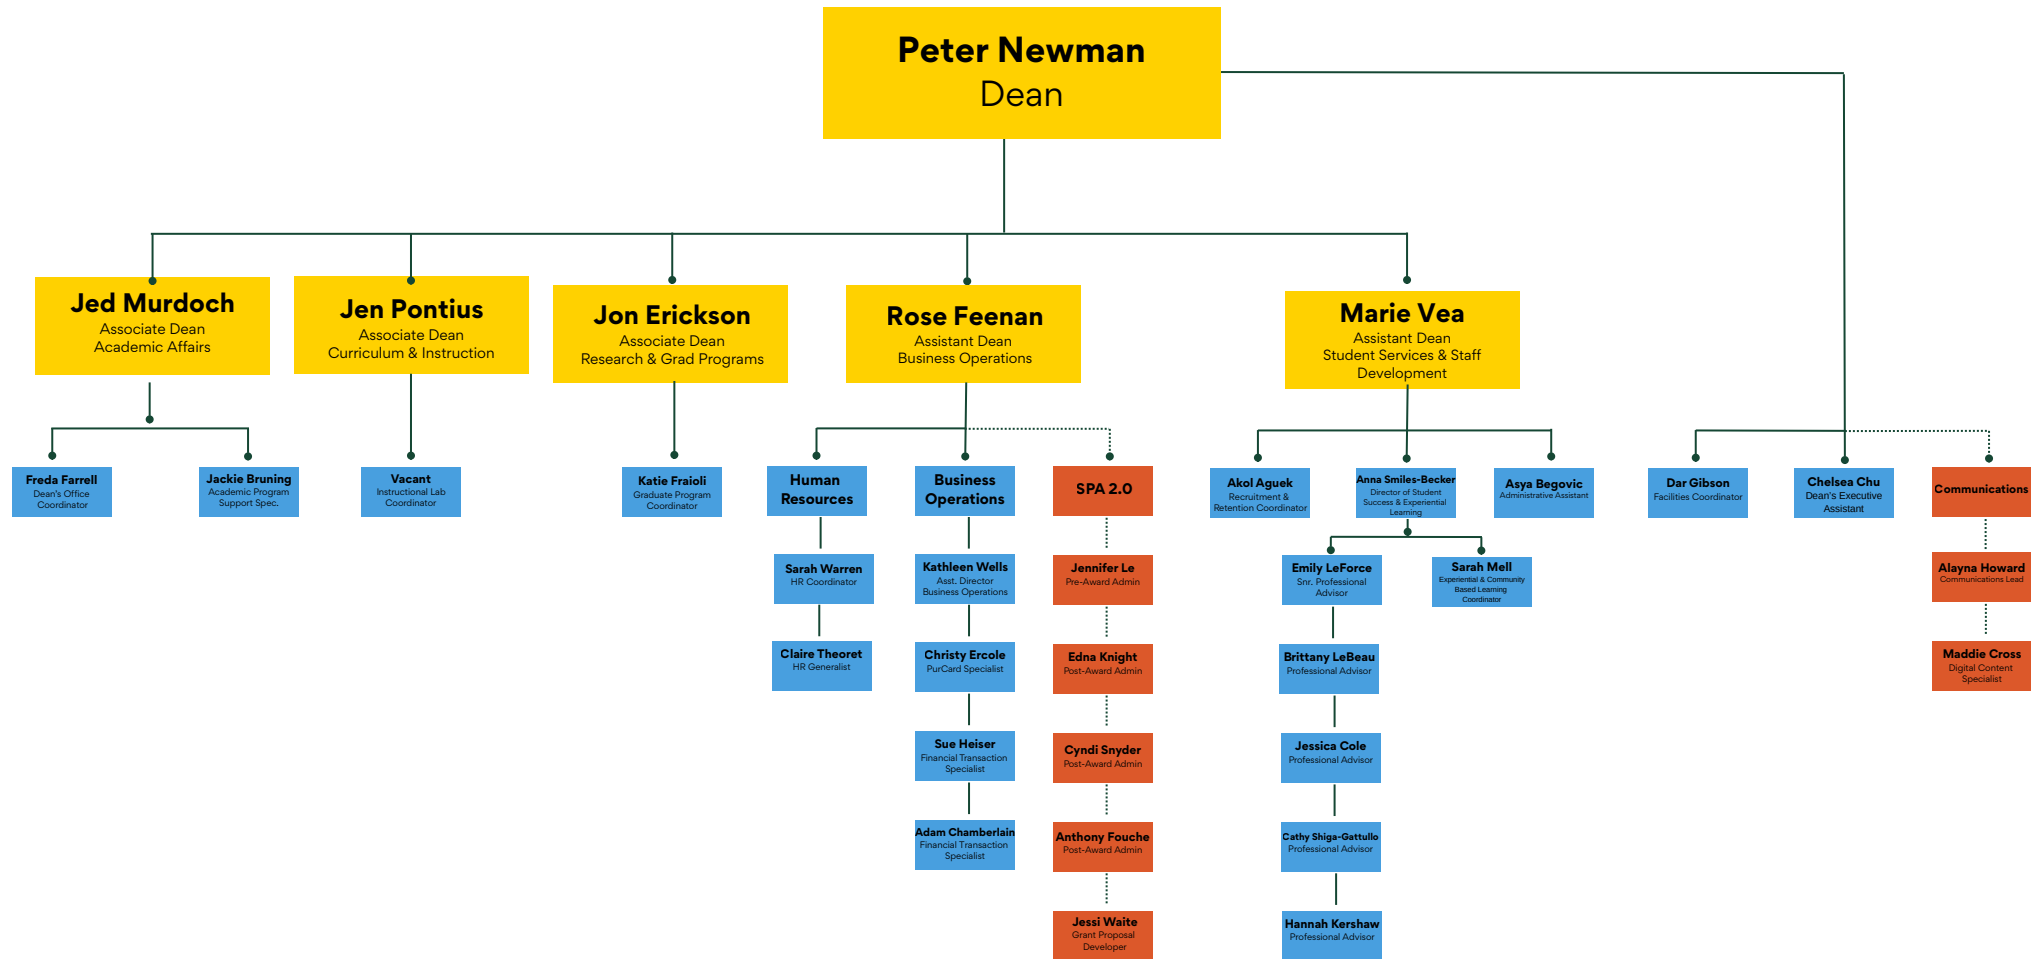 Peter Newman
Dean
Jed Murdoch
Associate Dean
Academic Affairs
Jen Pontius
Associate Dean
Curriculum & Instruction
Jon Erickson
Associate Dean
Research & Grad Programs
Rose Feenan
Assistant Dean
Business Operations
Marie Vea
Assistant Dean
Student Services & Staff
Development
Freda Farrell
Dean's Office
Coordinator
Jackie Bruning
Academic Program
Support Spec.
Vacant
Instructional Lab
Coordinator
Katie Fraioli
Graduate Program
Coordinator
Human
Resources
Sarah Warren
HR Coordinator
Claire Theoret
HR Generalist
Business
Operations
Kathleen Wells
Asst. Director
Business Operations
Christy Ercole
PurCard Specialist
Sue Heiser
Financial Transaction
Specialist
Adam Chamberlain
Financial Transaction
Specialist
SPA 2.0
Jennifer Le
Pre-Award Admin
Edna Knight
Post-Award Admin
Cyndi Snyder
Post-Award Admin
Anthony Fouche
Post-Award Admin
Jessi Waite
Grant Proposal
Developer
Akol Aguek
Recruitment &
Retention Coordinator
Anna Smiles-Becker
Director of Student
Success & Experiential
Learning
Asya Begovic
Administrative Assistant
Emily LeForce
Snr. Professional
Advisor
Sarah Mell
Experiential & Community
Based Learning
Coordinator
Brittany LeBeau
Professional Advisor
Jessica Cole
Professional Advisor
Cathy Shiga-Gattullo
Professional Advisor
Hannah Kershaw
Professional Advisor
Dar Gibson
Facilities Coordinator
Chelsea Chu
Dean's Executive
Assistant
Communications
Alayna Howard
Communications Lead
Maddie Cross
Digital Content
Specialist